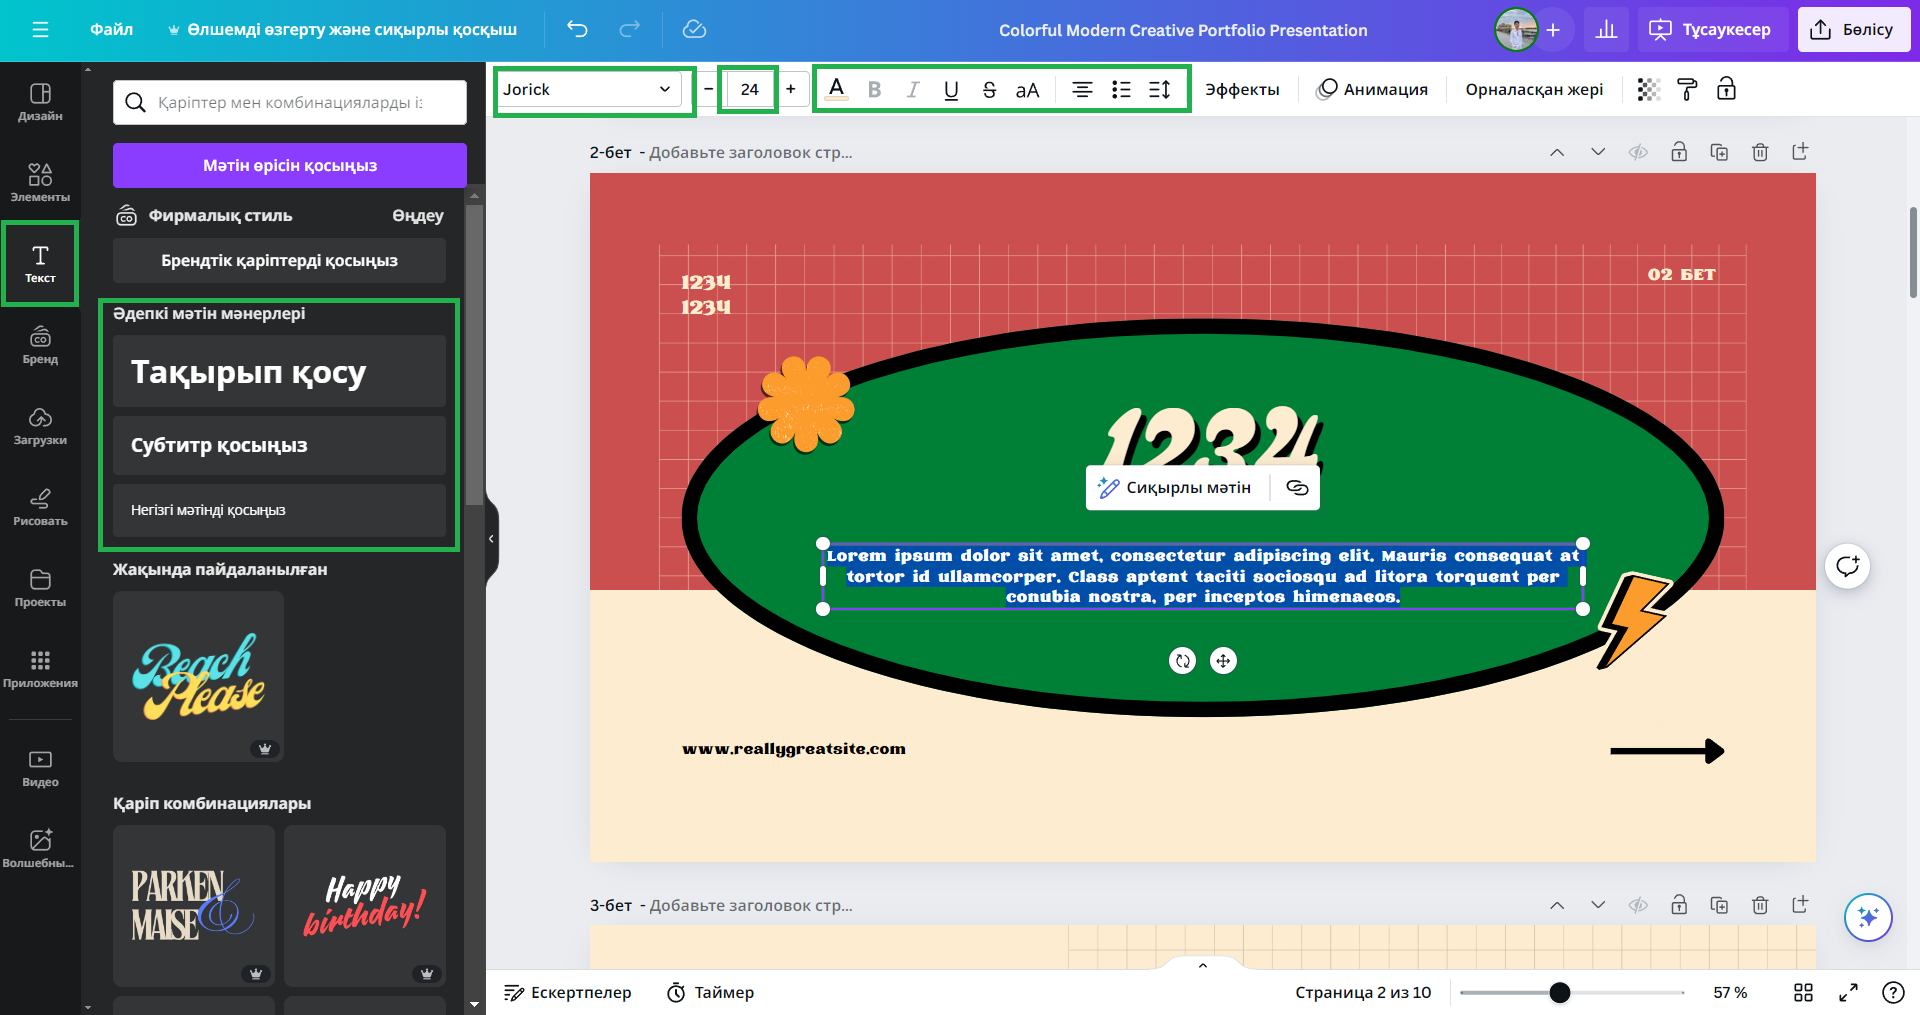 Файл
Өлшемді өзгерту және сиқырлы қосқыш
Colorful Modern Creative Portfolio Presentation
Тұсаукесер
Бөлісу
Дизайн
Элементы
Текст
Бренд
Загрузки
Рисовать
Проекты
Приложения
Видео
Волшебны...
Қаріптер мен комбинацияларды із
Мәтін өрісін қосыңыз
Фирмалық стиль
Өңдеу
Брендтік қаріптерді қосыңыз
Әдепкі мәтін мәнерлері
Тақырып қосу
Субтитр қосыңыз
Негізгі мәтінді қосыңыз
Жақында пайдаланылған
Beach
Please
Қаріп комбинациялары
PARKEN
&
MAISE
Happy
birthday!
Jorick
− 24 +
A B I U S aA
Эффекты
Анимация
Орналасқан жері
2-бет - Добавьте заголовок стр...
1234
1234
02 БЕТ
1234
Сиқырлы мәтін
Lorem ipsum dolor sit amet, consectetur adipiscing elit. Mauris consequat at
tortor id ullamcorper. Class aptent taciti sociosqu ad litora torquent per
conubia nostra, per inceptos himenaeos.
www.reallygreatsite.com
3-бет - Добавьте заголовок стр...
Ескертпелер
Таймер
Страница 2 из 10
57 %